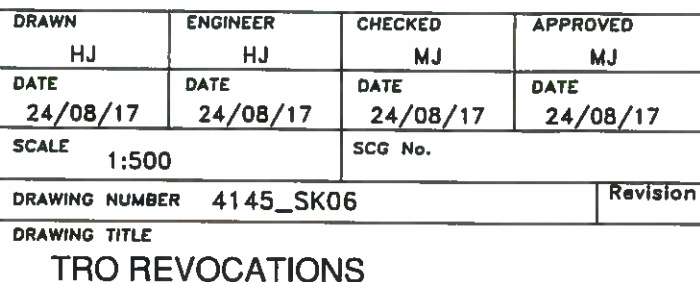 DRAWN ENGINEER CHECKED APPROVED
HJ HJ MJ MJ
DATE DATE DATE DATE
24/08/17 24/08/17 24/08/17 24/08/17
SCALE 1:500 SCG No.
DRAWING NUMBER 4145_SK06 Revision
DRAWING TITLE
TRO REVOCATIONS